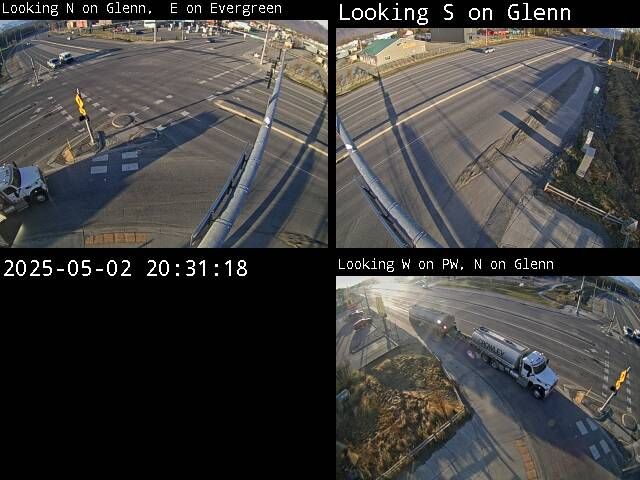 Looking N on Glenn,  E on Evergreen
Looking S on Glenn
2025-05-02 20:31:18
Looking W on PW, N on Glenn
CROWLEY